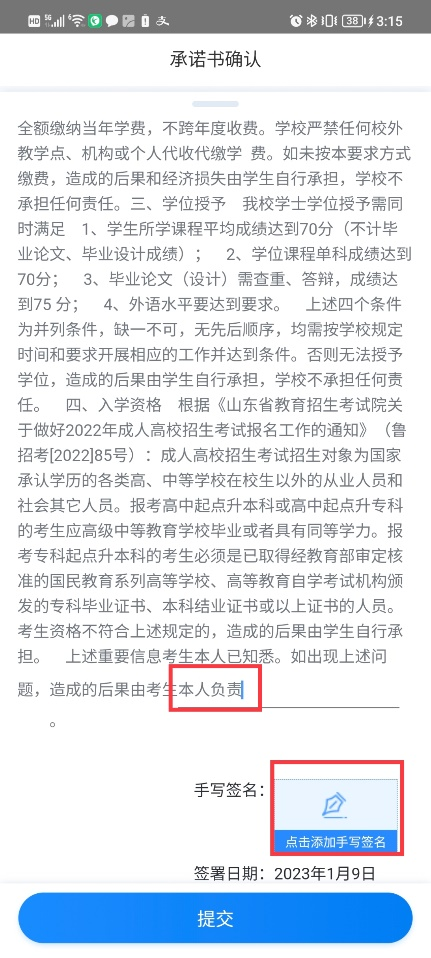 HD 5G 6 38 3:15
承诺书确认
全额缴纳当年学费，不跨年度收费。学校严禁任何校外
教学点、机构或个人代收代缴学 费。如未按本要求方式
缴费，造成的后果和经济损失由学生自行承担，学校不
承担任何责任。三、学位授予　我校学士学位授予需同
时满足　1、学生所学课程平均成绩达到70分（不计毕
业论文、毕业设计成绩）；　2、学位课程单科成绩达到
70分；　3、毕业论文（设计）需查重、答辩，成绩达
到75 分；　4、外语水平要达到要求。　上述四个条件
为并列条件，缺一不可，无先后顺序，均需按学校规定
时间和要求开展相应的工作并达到条件。否则无法授予
学位，造成的后果由学生自行承担，学校不承担任何责
任。　四、入学资格　根据《山东省教育招生考试院关
于做好2022年成人高校招生考试报名工作的通知》（鲁
招考[2022]85号）：成人高校招生考试招生对象为国家
承认学历的各类高、中等学校在校生以外的从业人员和
社会其它人员。报考高中起点升本科或高中起点升专科
的考生应高级中等教育学校毕业或者具有同等学力。报
考专科起点升本科的考生必须是已取得经教育部审定核
准的国民教育系列高等学校、高等教育自学考试机构颁
发的专科毕业证书、本科结业证书或以上证书的人员。
考生资格不符合上述规定的，造成的后果由学生自行承
担。　上述重要信息考生本人已知悉。如出现上述问
题，造成的后果由考生本人负责
。
手写签名：
点击添加手写签名
签署日期：2023年1月9日
提交